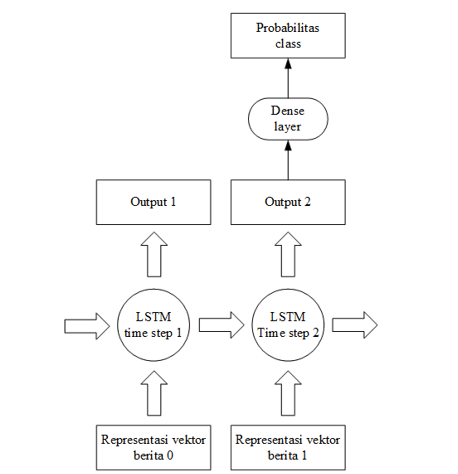 Probabilitas
class
Dense
layer
Output 1
Output 2
LSTM
time step 1
LSTM
Time step 2
Representasi vektor
berita 0
Representasi vektor
berita 1